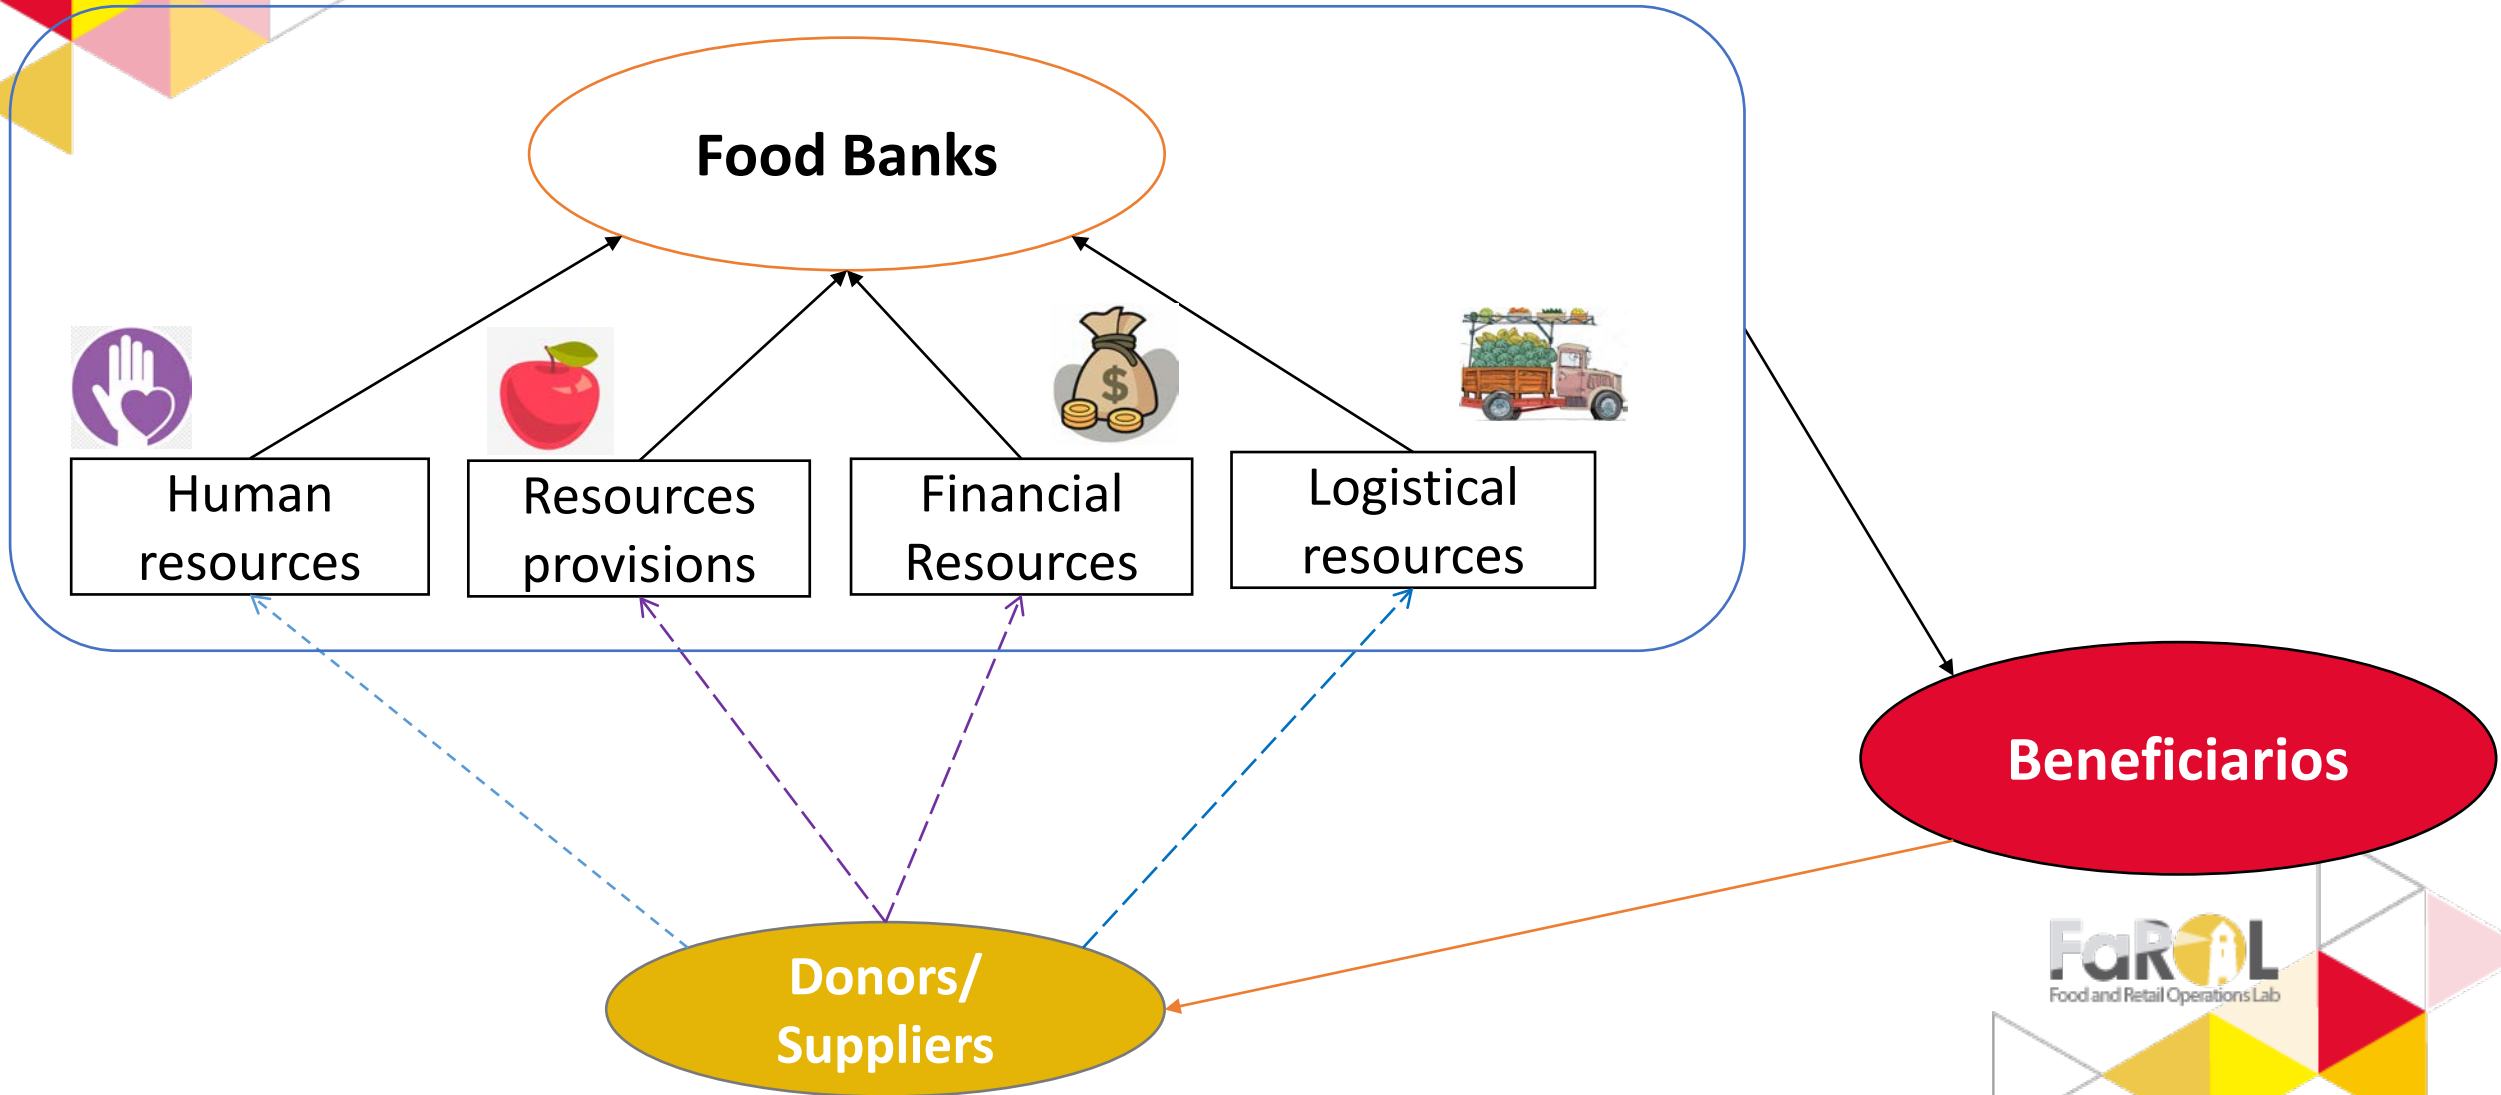 Food Banks
$
Human
resources
Resources
provisions
Financial
Resources
Logistical
resources
Beneficiarios
Donors/
Suppliers
FaROL
Food and Retail Operations Lab